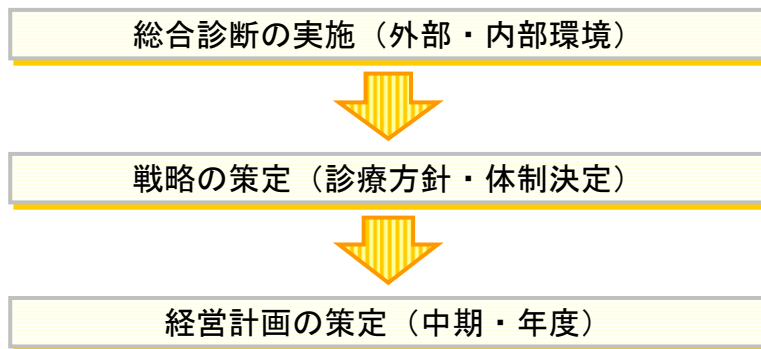 総合診断の実施（外部・内部環境）
戦略の策定（診療方針・体制決定）
経営計画の策定（中期・年度）